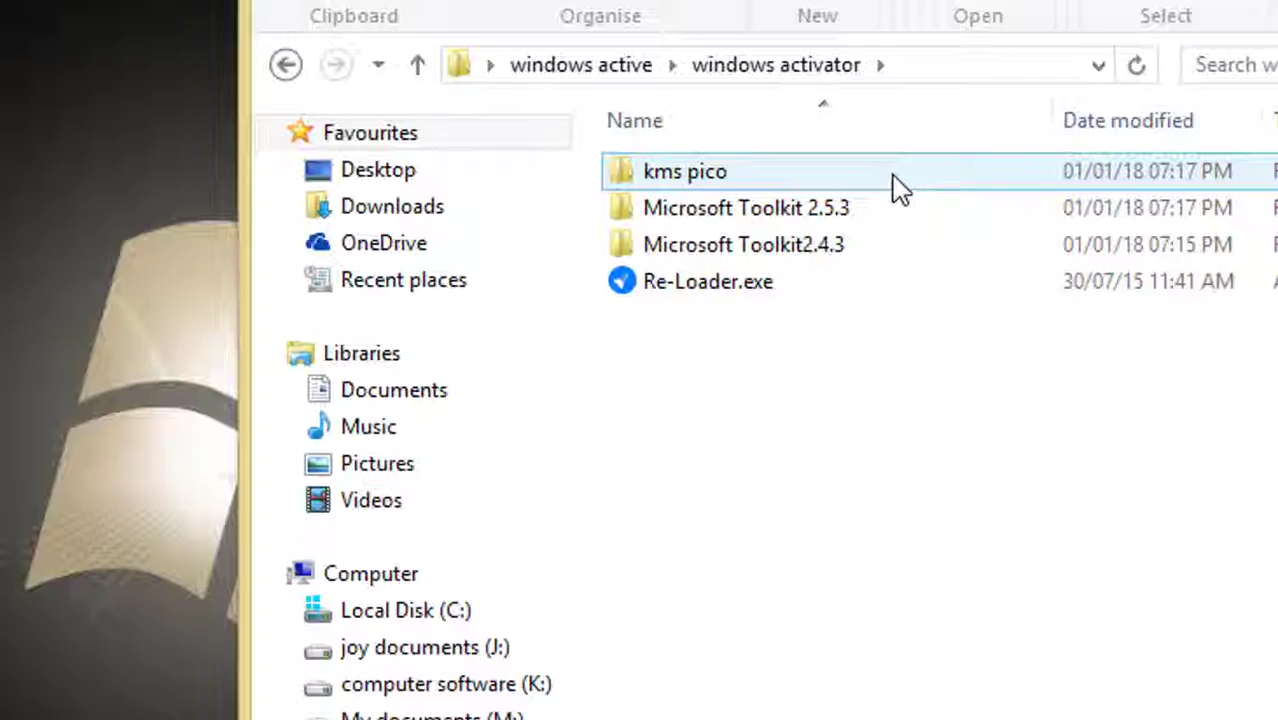 Clipboard Organise New Open Select
windows active windows activator Search w
Name Date modified
Favourites
Desktop
Downloads
OneDrive
Recent places
Libraries
Documents
Music
Pictures
Videos
Computer
Local Disk (C:)
joy documents (J:)
computer software (K:)
My documents (M:)
kms pico 01/01/18 07:17 PM
Microsoft Toolkit 2.5.3 01/01/18 07:17 PM
Microsoft Toolkit2.4.3 01/01/18 07:15 PM
Re-Loader.exe 30/07/15 11:41 AM